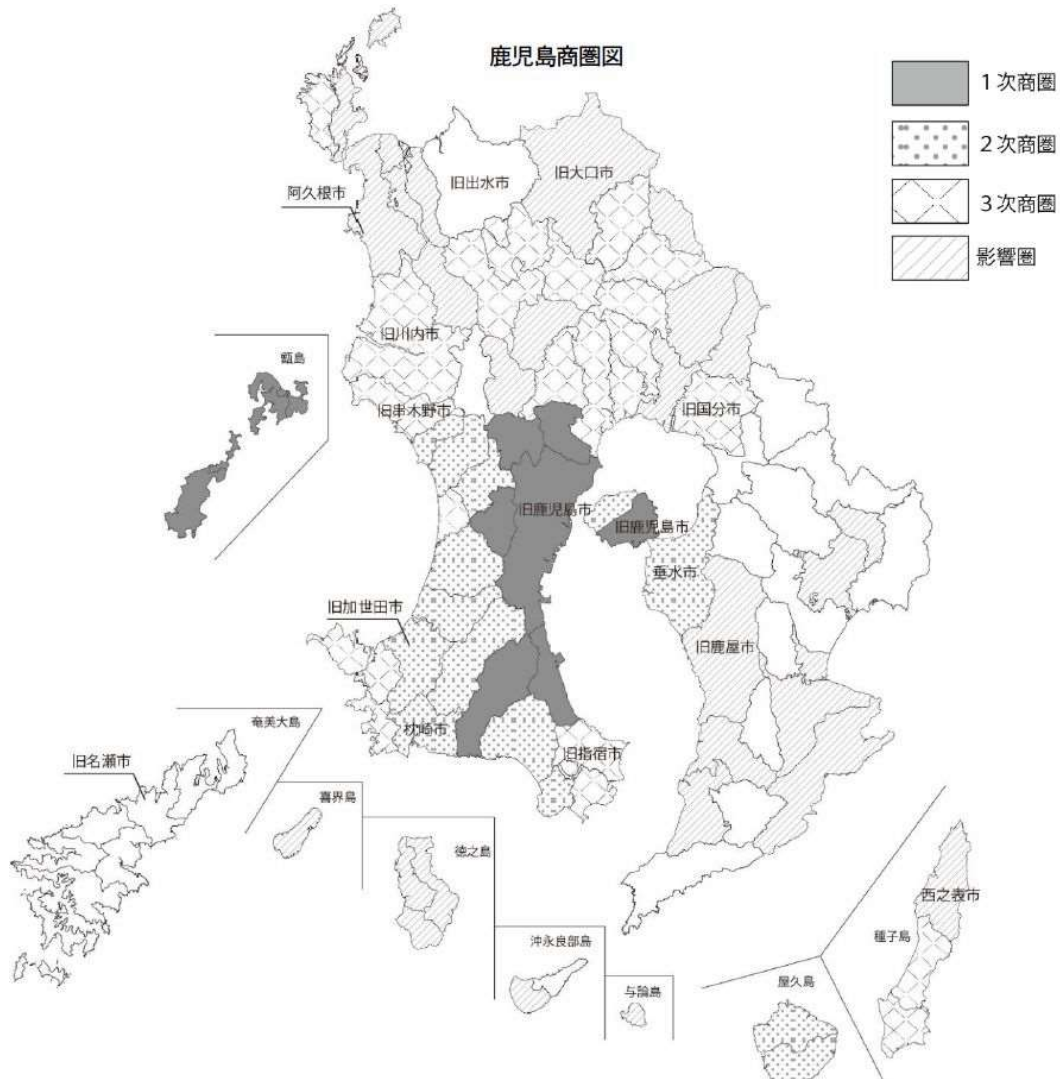 鹿児島商圏図
1次商圏
2次商圏
3次商圏
影響圏
旧出水市
旧大口市
阿久根市
旧川内市
甑島
旧串木野市
旧国分市
旧鹿児島市
旧鹿児島市
垂水市
旧加世田市
旧鹿屋市
枕崎市
旧指宿市
奄美大島
旧名瀬市
喜界島
徳之島
沖永良部島
与論島
屋久島
種子島
西之表市